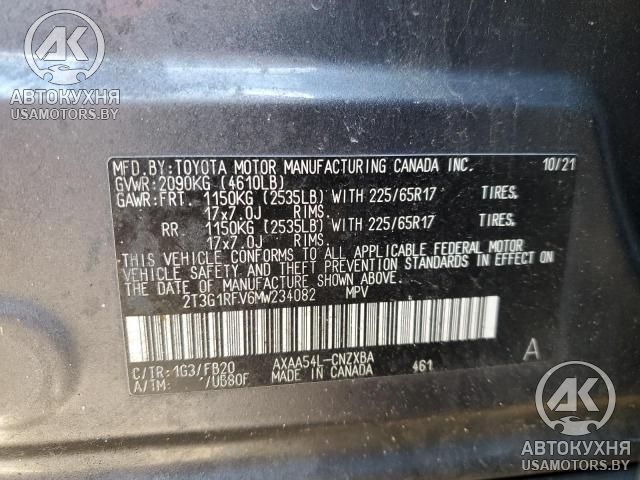 AK
АВТОКУХНЯ
USAMOTORS.BY
MFD.BY:TOYOTA MOTOR MANUFACTURING CANADA INC. 10/21
GVWR:2090KG (4610LB)
GAWR:FRT. 1150KG (2535LB) WITH 225/65R17 TIRES,
17x7.0J RIMS.
RR 1150KG (2535LB) WITH 225/65R17 TIRES,
17x7.0J RIMS.
THIS VEHICLE CONFORMS TO ALL APPLICABLE FEDERAL MOTOR
VEHICLE SAFETY AND THEFT PREVENTION STANDARDS IN EFFECT
ON THE DATE OF MANUFACTURE SHOWN ABOVE.
2T3G1RFV6MW234082 MPV
C/TR:1G3/FB20 AXAA54L-CNZXBA 461 A
A/TM: /U580F MADE IN CANADA
AK
АВТОКУХНЯ
USAMOTORS.BY